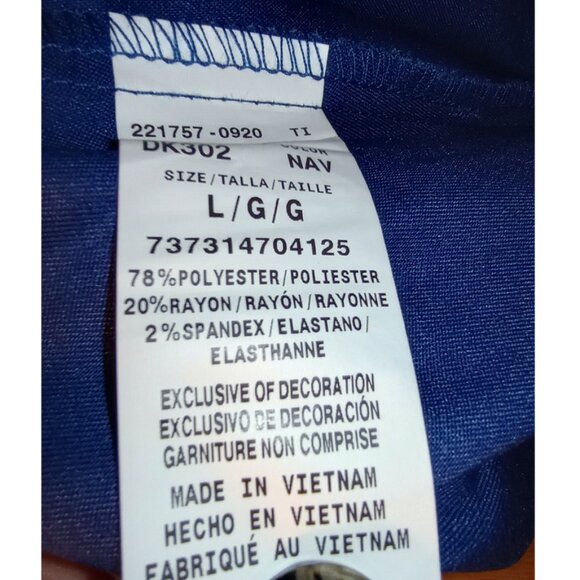 221757-0920 TI
DK302 COLOR
NAV
SIZE/TALLA/TAILLE
L/G/G
737314704125
78%POLYESTER/POLIESTER
20%RAYON/RAYÓN/RAYONNE
2%SPANDEX/ELASTANO/
ELASTHANNE
EXCLUSIVE OF DECORATION
EXCLUSIVO DE DECORACIÓN
GARNITURE NON COMPRISE
MADE IN VIETNAM
HECHO EN VIETNAM
FABRIQUÉ AU VIETNAM